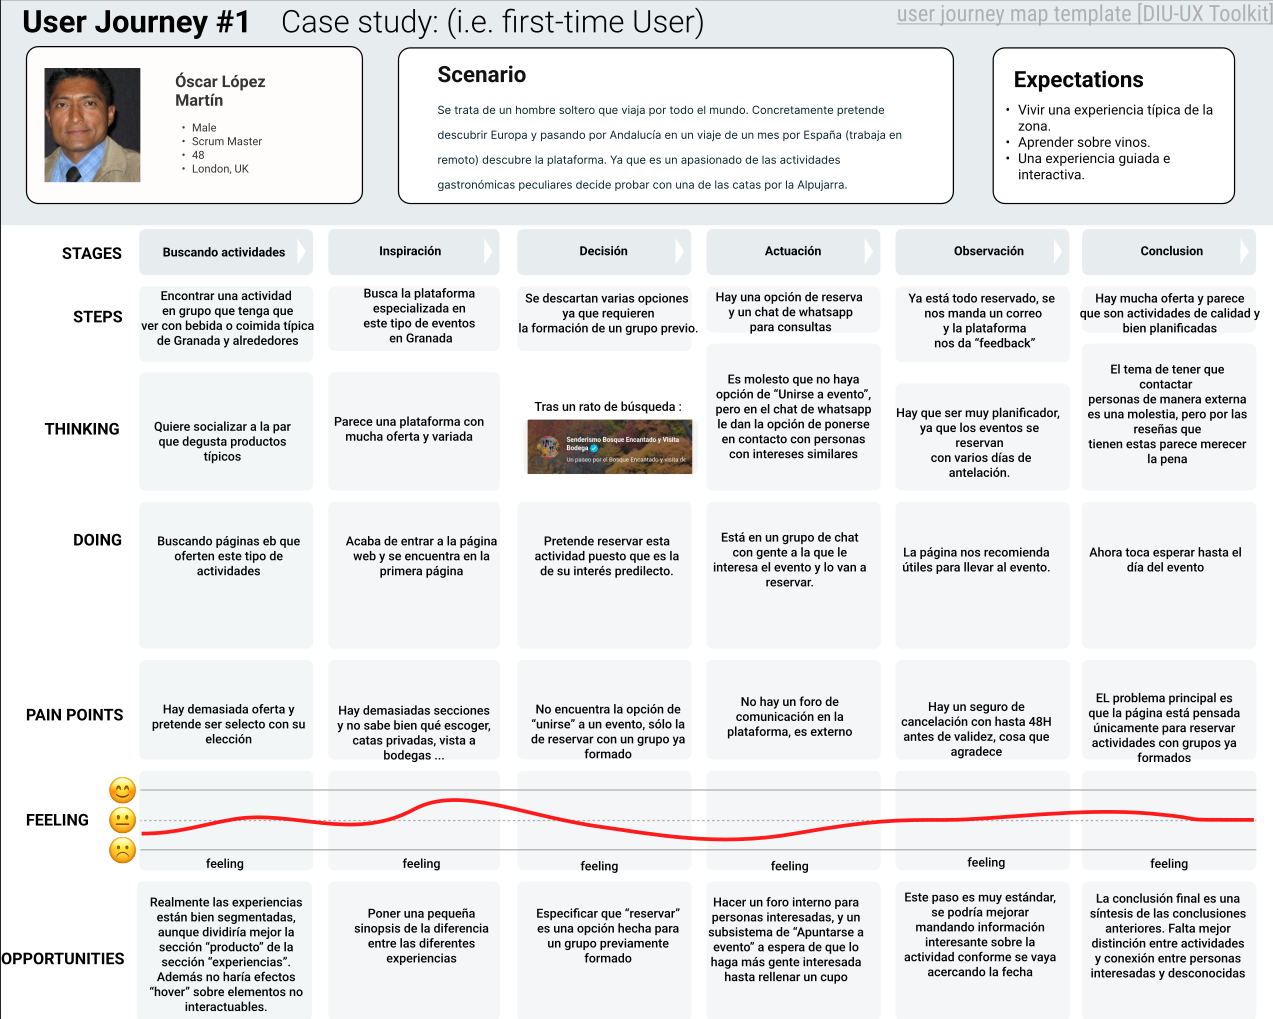 User Journey #1 Case study: (i.e. first-time User)
user journey map template [DIU-UX Toolkit]
Óscar López
Martín
• Male
• Scrum Master
• 48
• London, UK
Scenario
Se trata de un hombre soltero que viaja por todo el mundo. Concretamente pretende
descubrir Europa y pasando por Andalucía en un viaje de un mes por España (trabaja en
remoto) descubre la plataforma. Ya que es un apasionado de las actividades
gastronómicas peculiares decide probar con una de las catas por la Alpujarra.
Expectations
• Vivir una experiencia típica de la
zona.
• Aprender sobre vinos.
• Una experiencia guiada e
interactiva.
STAGES
Buscando actividades
Inspiración
Decisión
Actuación
Observación
Conclusion
STEPS
Encontrar una actividad
en grupo que tenga que
ver con bebida o coimida típica
de Granada y alrededores
Busca la plataforma
especializada en
este tipo de eventos
en Granada
Se descartan varias opciones
ya que requieren
la formación de un grupo previo.
Hay una opción de reserva
y un chat de whatsapp
para consultas
Ya está todo reservado, se
nos manda un correo
y la plataforma
nos da “feedback”
Hay mucha oferta y parece
que son actividades de calidad y
bien planificadas
THINKING
Quiere socializar a la par
que degusta productos
típicos
Parece una plataforma con
mucha oferta y variada
Tras un rato de búsqueda :
Senderismo Bosque Encantado y Visita
Bodega
Un paseo por el Bosque Encantado y visita de
Es molesto que no haya
opción de “Unirse a evento”,
pero en el chat de whatsapp
le dan la opción de ponerse
en contacto con personas
con intereses similares
Hay que ser muy planificador,
ya que los eventos se
reservan
con varios días de
antelación.
El tema de tener que
contactar
personas de manera externa
es una molestia, pero por las
reseñas que
tienen estas parece merecer
la pena
DOING
Buscando páginas eb que
oferten este tipo de
actividades
Acaba de entrar a la página
web y se encuentra en la
primera página
Pretende reservar esta
actividad puesto que es la
de su interés predilecto.
Está en un grupo de chat
con gente a la que le
interesa el evento y lo van a
reservar.
La página nos recomienda
útiles para llevar al evento.
Ahora toca esperar hasta el
día del evento
PAIN POINTS
Hay demasiada oferta y
pretende ser selecto con su
elección
Hay demasiadas secciones
y no sabe bien qué escoger,
catas privadas, vista a
bodegas ...
No encuentra la opción de
“unirse” a un evento, sólo la
de reservar con un grupo ya
formado
No hay un foro de
comunicación en la
plataforma, es externo
Hay un seguro de
cancelación con hasta 48H
antes de validez, cosa que
agradece
EL problema principal es
que la página está pensada
únicamente para reservar
actividades con grupos ya
formados
FEELING
feeling
feeling
feeling
feeling
feeling
feeling
OPPORTUNITIES
Realmente las experiencias
están bien segmentadas,
aunque dividiría mejor la
sección “producto” de la
sección “experiencias”.
Además no haría efectos
“hover” sobre elementos no
interactuables.
Poner una pequeña
sinopsis de la diferencia
entre las diferentes
experiencias
Especificar que “reservar”
es una opción hecha para
un grupo previamente
formado
Hacer un foro interno para
personas interesadas, y un
subsistema de “Apuntarse a
evento” a espera de que lo
haga más gente interesada
hasta rellenar un cupo
Este paso es muy estándar,
se podría mejorar
mandando información
interesante sobre la
actividad conforme se vaya
acercando la fecha
La conclusión final es una
síntesis de las conclusiones
anteriores. Falta mejor
distinción entre actividades
y conexión entre personas
interesadas y desconocidas